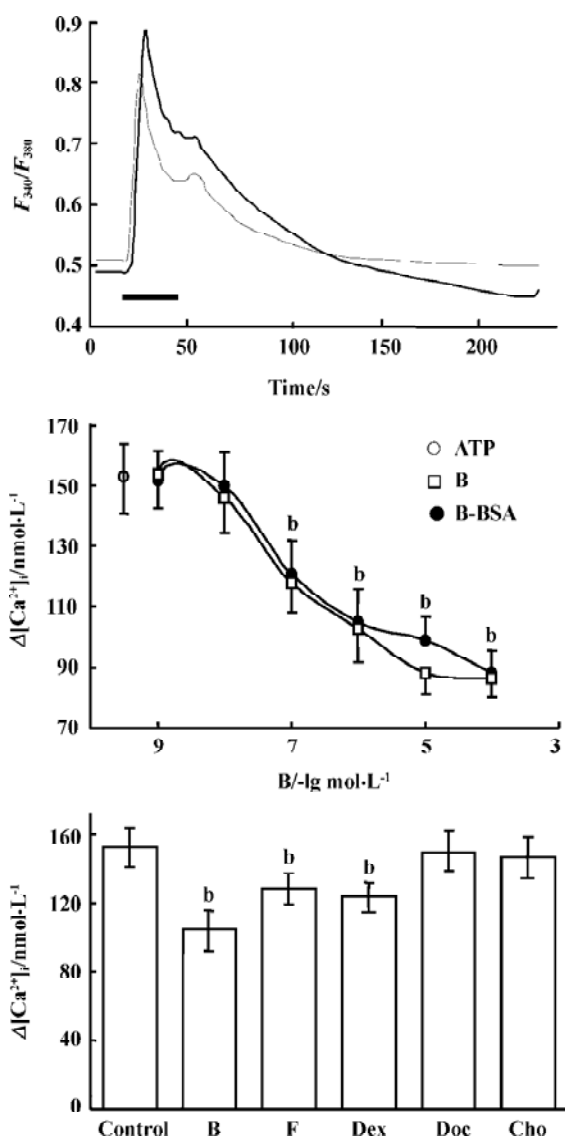 0.9
0.8
0.7
0.6
0.5
0.4
F340/F380
0 50 100 150 200
Time/s
170
150
130
110
90
70
Δ[Ca²⁺]ᵢ/nmol·L⁻¹
ATP
B
B-BSA
b b b b
9 7 5 3
B/-lg mol·L⁻¹
160
120
80
40
0
Δ[Ca²⁺]ᵢ/nmol·L⁻¹
b b b
Control B F Dex Doc Cho